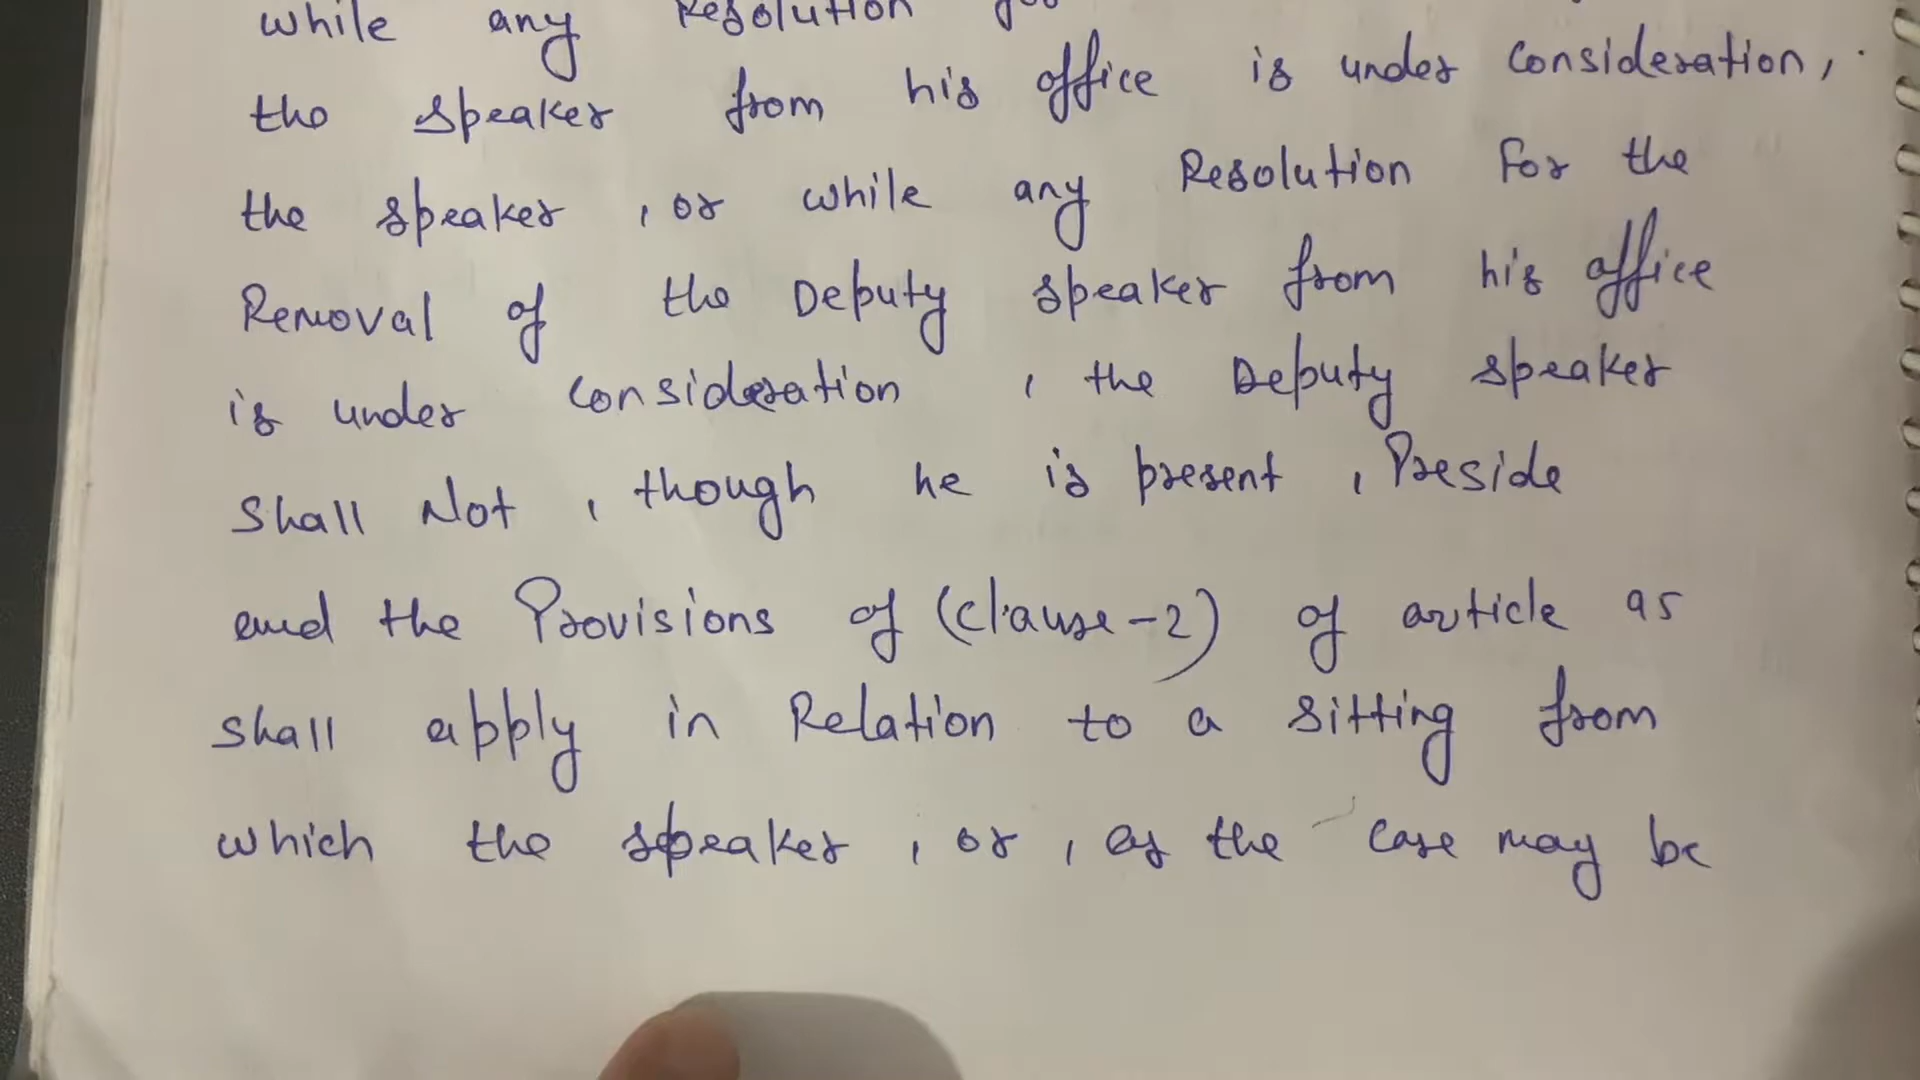 while any Resolution
the speaker from his office is under consideration,
the speaker, or while any Resolution For the
Removal of the Deputy speaker from his office
is under consideration, the Deputy speaker
shall Not, though he is present, Preside
and the Provisions of (clause-2) of article as
shall apply in Relation to a sitting from
which the speaker, or, as the case may be